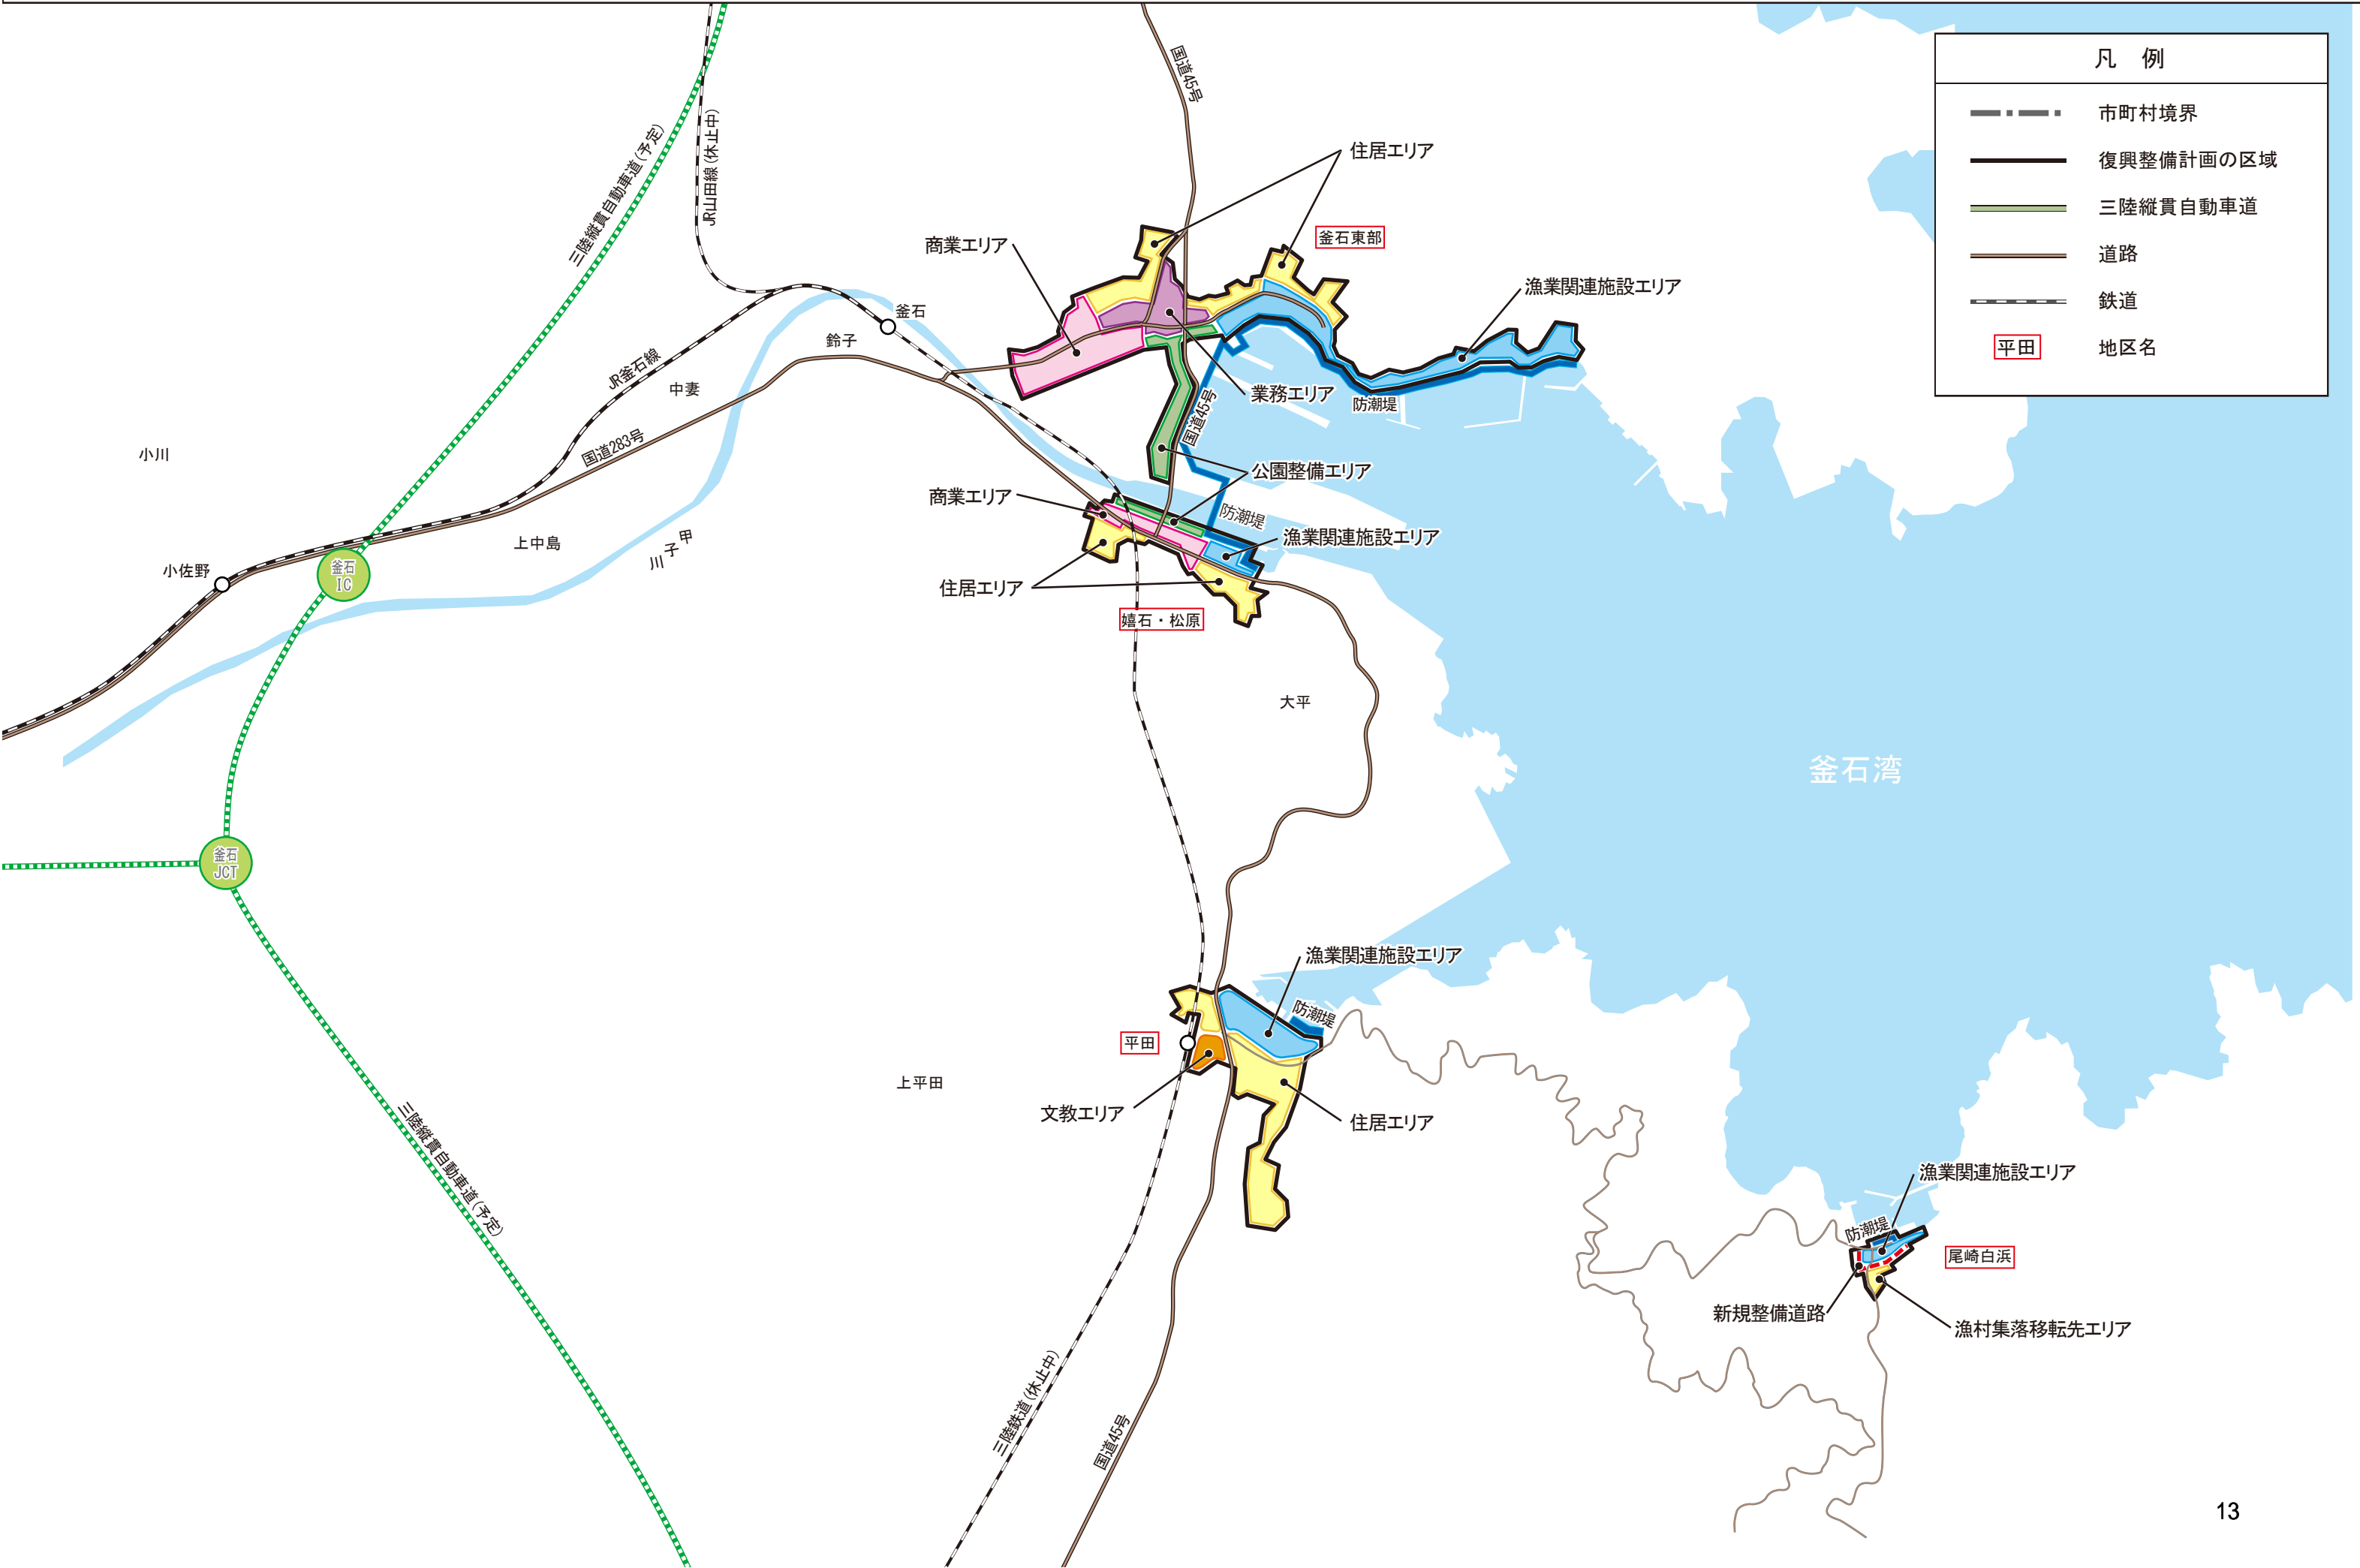 凡 例
市町村境界
復興整備計画の区域
三陸縦貫自動車道
道路
鉄道
平田
地区名
国道45号
JR山田線(休止中)
三陸縦貫自動車道(予定)
住居エリア
釜石東部
商業エリア
漁業関連施設エリア
釜石
鈴子
JR釜石線
中妻
業務エリア
国道45号
防潮堤
国道283号
小川
公園整備エリア
商業エリア
防潮堤
漁業関連施設エリア
上中島
甲子川
小佐野
釜石
IC
住居エリア
嬉石・松原
大平
釜石湾
釜石
JCT
漁業関連施設エリア
防潮堤
平田
上平田
文教エリア
住居エリア
三陸縦貫自動車道(予定)
漁業関連施設エリア
防潮堤
尾崎白浜
新規整備道路
漁村集落移転先エリア
三陸鉄道(休止中)
国道45号
13